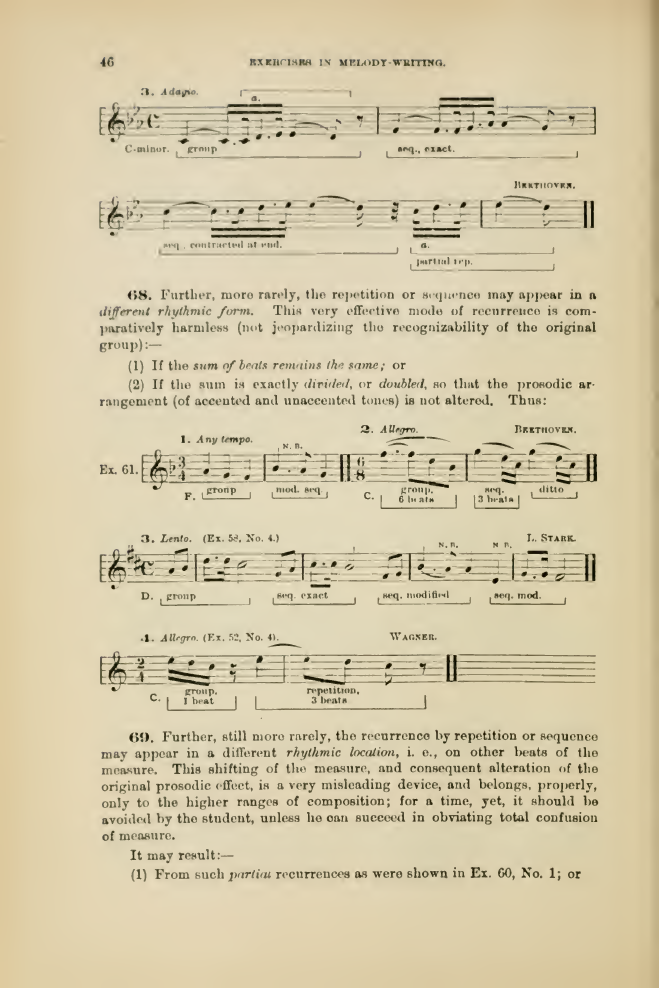 46 EXERCISES IN MELODY-WRITING.
3. Adagio.
a.
C-minor. group seq., exact.
BEETHOVEN.
seq., contracted at end. a.
partial rep.
68. Further, more rarely, the repetition or sequence may appear in a
different rhythmic form. This very effective mode of recurrence is com-
paratively harmless (not jeopardizing the recognizability of the original
group):—
(1) If the sum of beats remains the same; or
(2) If the sum is exactly divided, or doubled, so that the prosodic ar-
rangement (of accented and unaccented tones) is not altered. Thus:
1. Any tempo. N. B. 2. Allegro. BEETHOVEN.
Ex. 61.
F. group mod. seq. C. group, seq. ditto
6 beats 3 beats
3. Lento. (Ex. 58, No. 4.) N. B. N. B. L. STARK.
D. group seq. exact seq. modified seq. mod.
4. Allegro. (Ex. 52, No. 4). WAGNER.
C. group, repetition,
1 beat 3 beats
69. Further, still more rarely, the recurrence by repetition or sequence
may appear in a different rhythmic location, i. e., on other beats of the
measure. This shifting of the measure, and consequent alteration of the
original prosodic effect, is a very misleading device, and belongs, properly,
only to the higher ranges of composition; for a time, yet, it should be
avoided by the student, unless he can succeed in obviating total confusion
of measure.
It may result:—
(1) From such partial recurrences as were shown in Ex. 60, No. 1; or